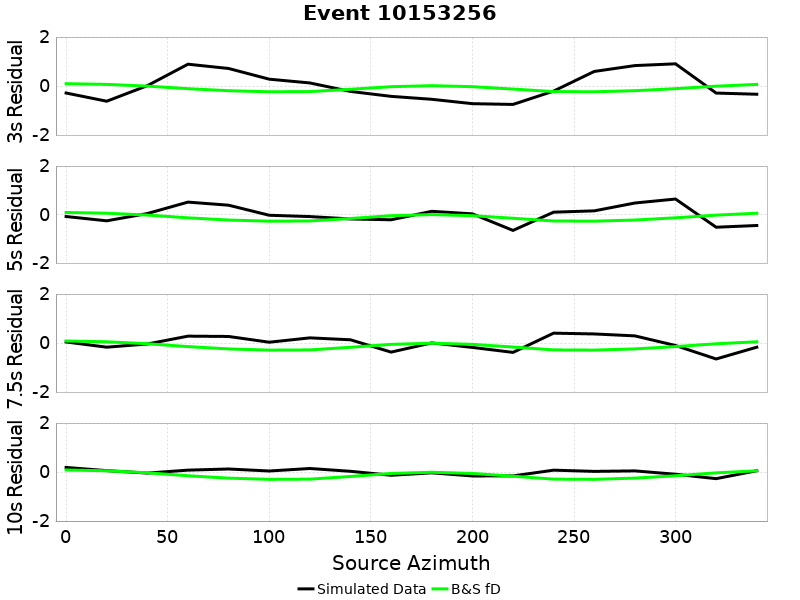 Event 10153256
3s Residual
2
0
-2
5s Residual
2
0
-2
7.5s Residual
2
0
-2
10s Residual
2
0
-2
0 50 100 150 200 250 300
Source Azimuth
Simulated Data B&S fD